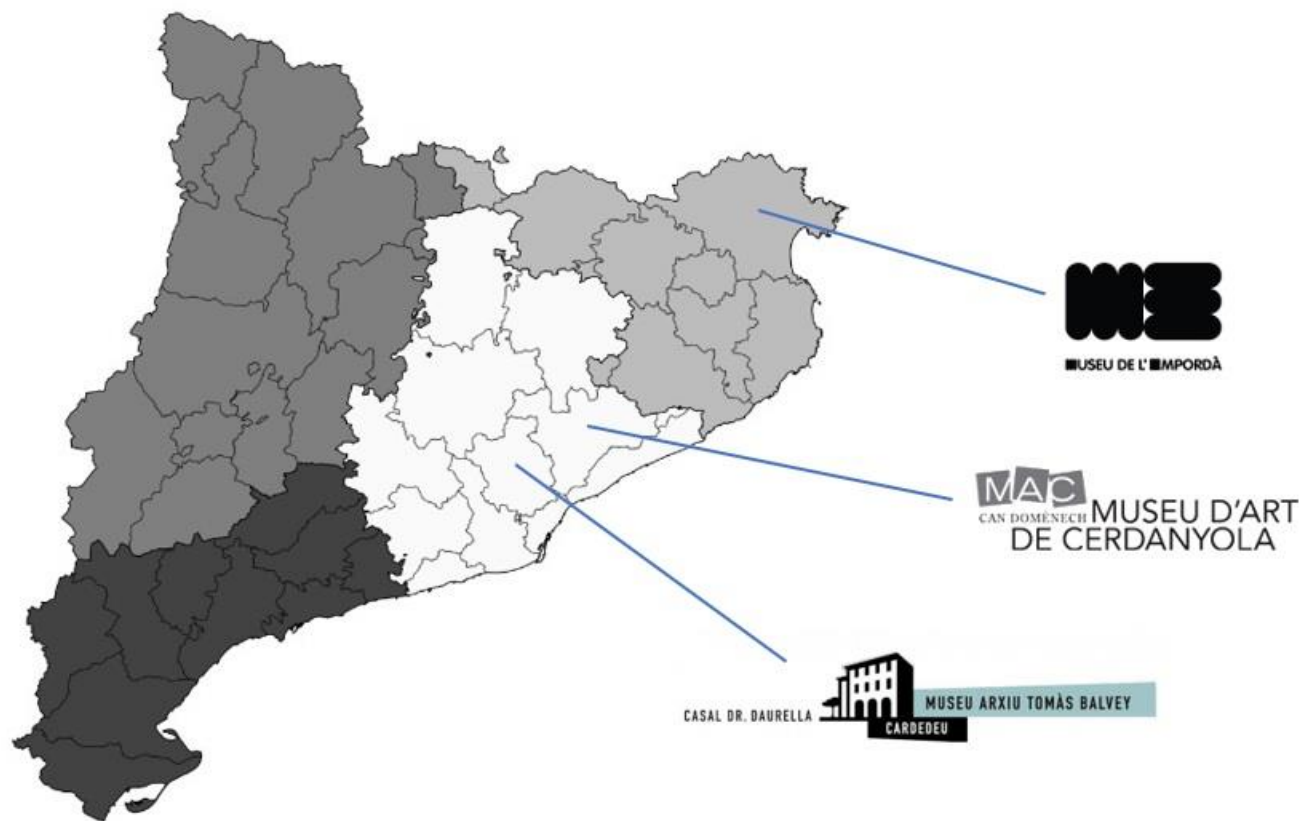 MUSEU DE L' EMPORDÀ
MAC
CAN DOMÈNECH
MUSEU D'ART
DE CERDANYOLA
CASAL DR. DAURELLA
MUSEU ARXIU TOMÀS BALVEY
CARDEDEU